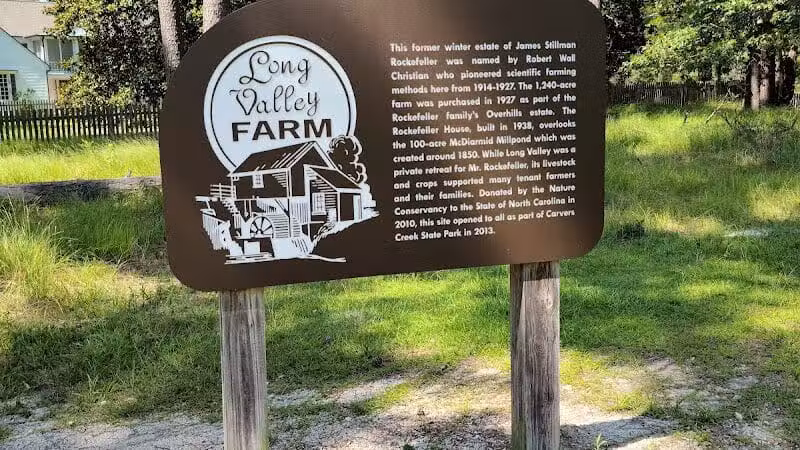 Long
Valley
FARM
This former winter estate of James Stillman
Rockefeller was named by Robert Wall
Christian who pioneered scientific farming
methods here from 1914-1927. The 1,240-acre
farm was purchased in 1927 as part of the
Rockefeller family's Overhills estate. The
Rockefeller House, built in 1938, overlooks
the 100-acre McDiarmid Millpond which was
created around 1850. While Long Valley was a
private retreat for Mr. Rockefeller, its livestock
and crops supported many tenant farmers
and their families. Donated by the Nature
Conservancy to the State of North Carolina in
2010, this site opened to all as part of Carvers
Creek State Park in 2013.